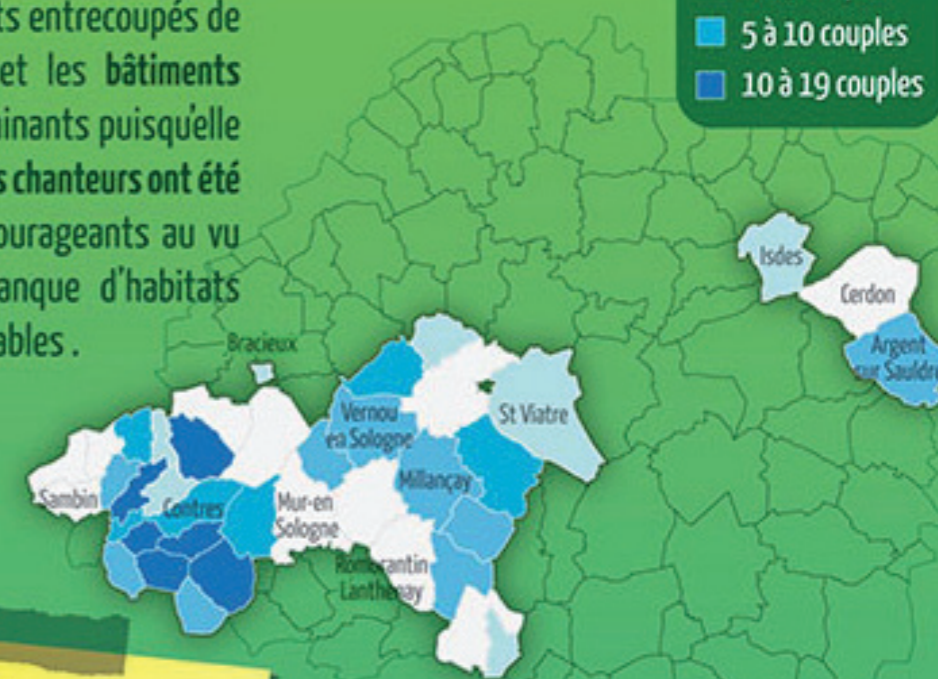 ts entrecoupés de
et les bâtiments
inants puisqu'elle
s chanteurs ont été
ourageants au vu
anque d'habitats
ables .
5 à 10 couples
10 à 19 couples
Isdes
Cerdon
Argent
sur Sauldre
Bracieux
Vernou
en Sologne
St Viatre
Millançay
Sambin
Contres
Mur-en
Sologne
Romorantin
Lanthenay